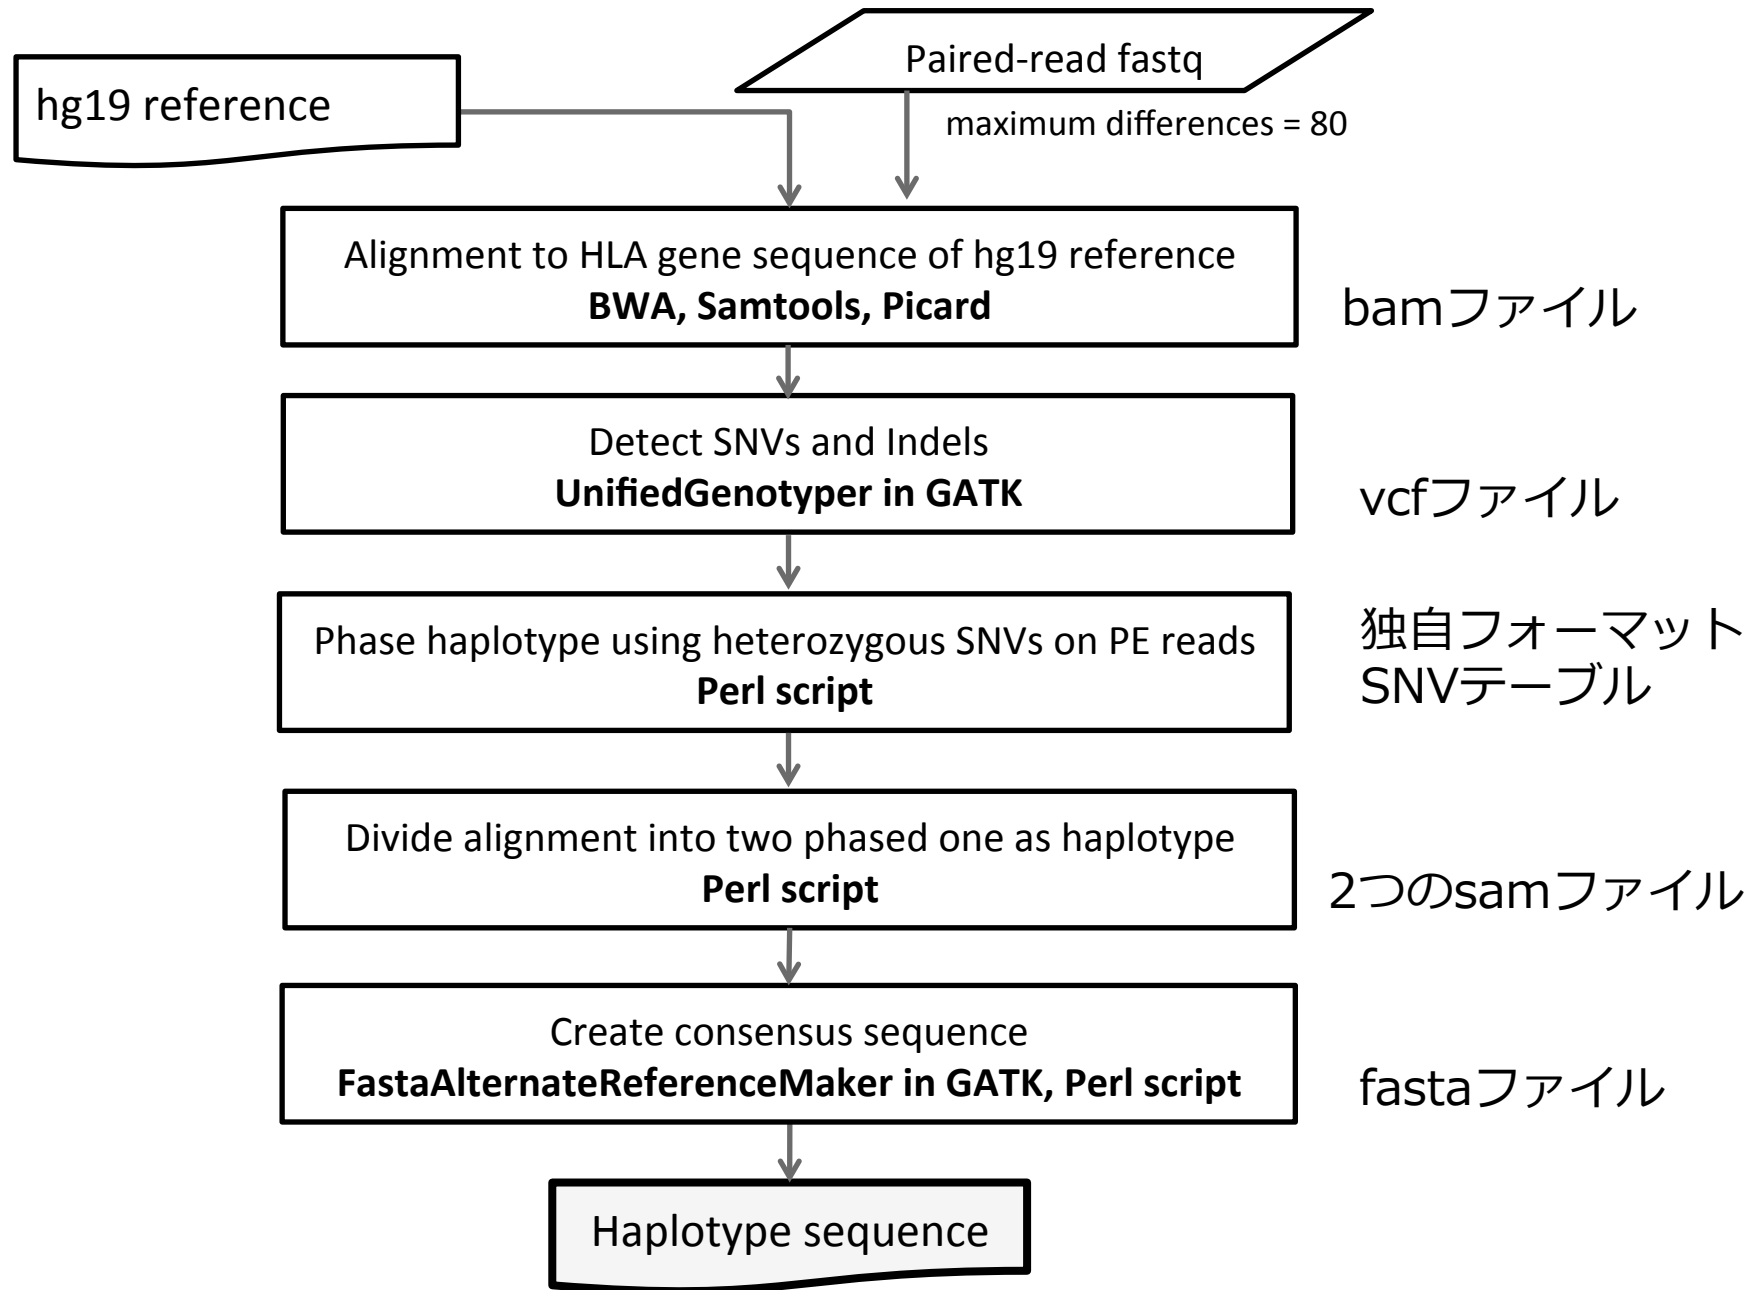 Paired-read fastq
hg19 reference
maximum differences = 80
Alignment to HLA gene sequence of hg19 reference
BWA, Samtools, Picard
bamファイル
Detect SNVs and Indels
UnifiedGenotyper in GATK
vcfファイル
Phase haplotype using heterozygous SNVs on PE reads
Perl script
独自フォーマット
SNVテーブル
Divide alignment into two phased one as haplotype
Perl script
2つのsamファイル
Create consensus sequence
FastaAlternateReferenceMaker in GATK, Perl script
fastaファイル
Haplotype sequence